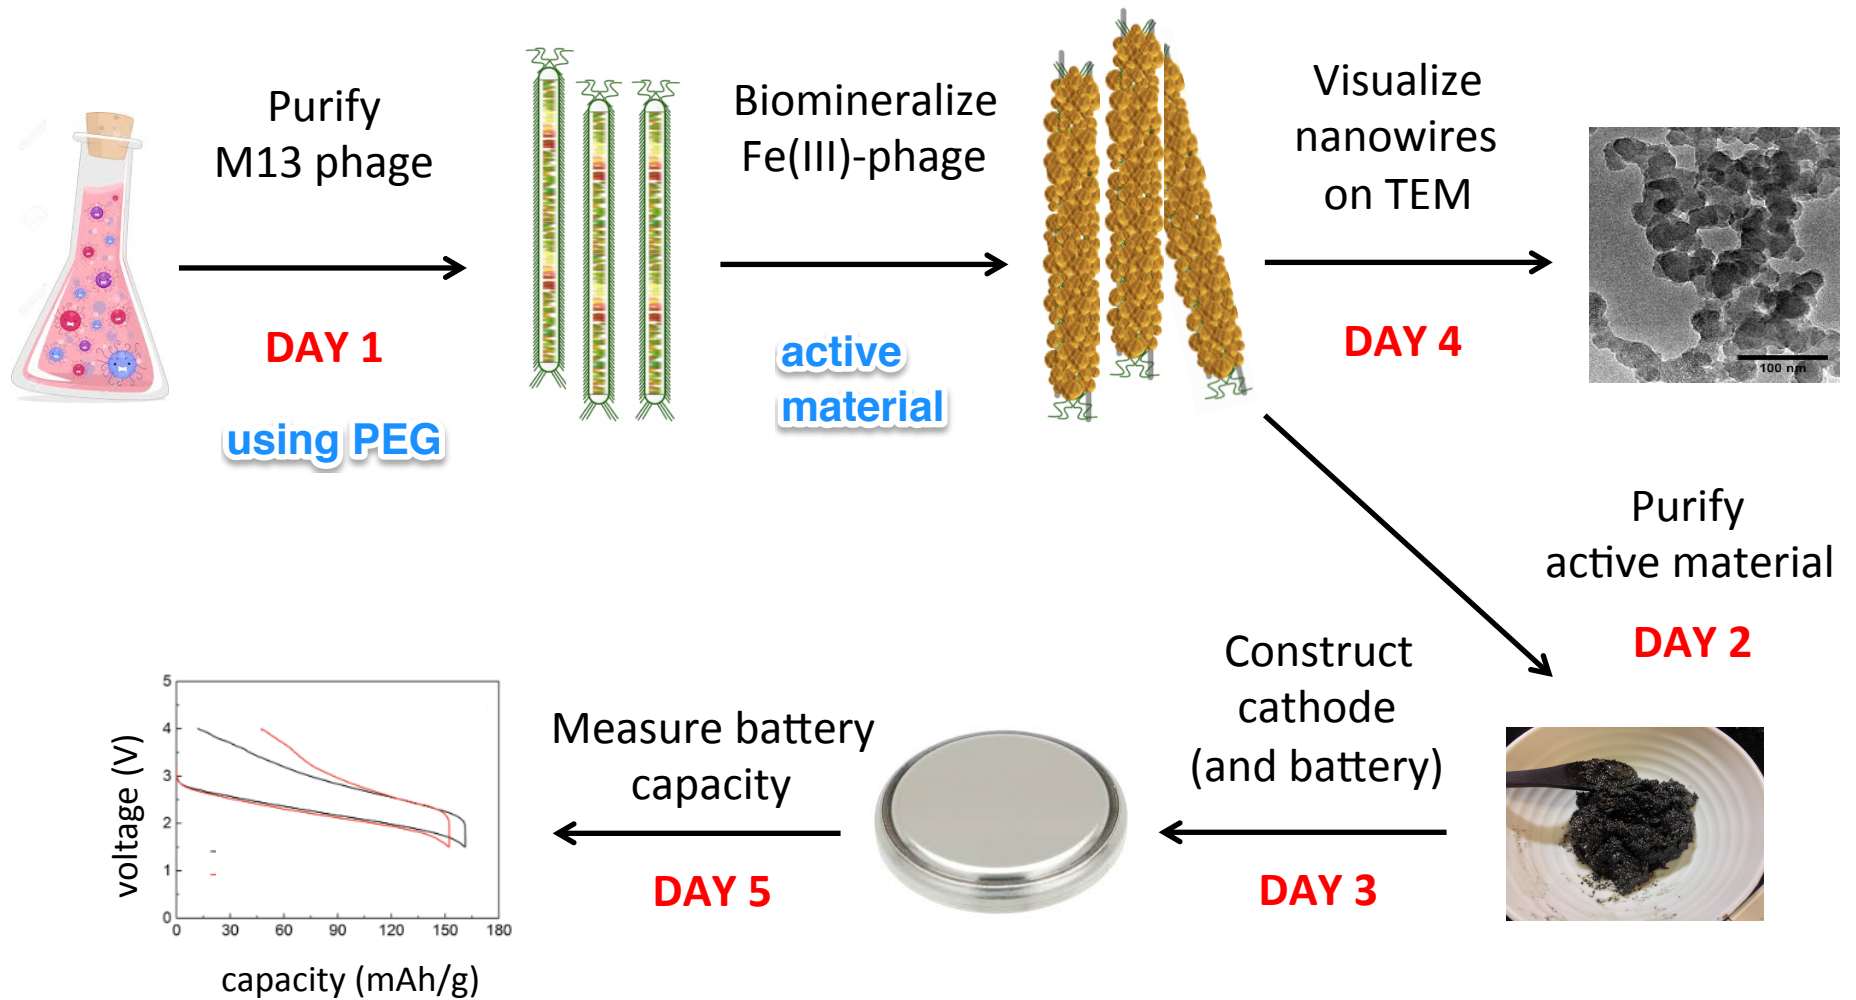 Purify
M13 phage
DAY 1
using PEG
Biomineralize
Fe(III)-phage
active
material
Visualize
nanowires
on TEM
DAY 4
100 nm
Purify
active material
DAY 2
Construct
cathode
(and battery)
DAY 3
Measure battery
capacity
DAY 5
voltage (V)
5
4
3
2
1
0
0 30 60 90 120 150 180
capacity (mAh/g)